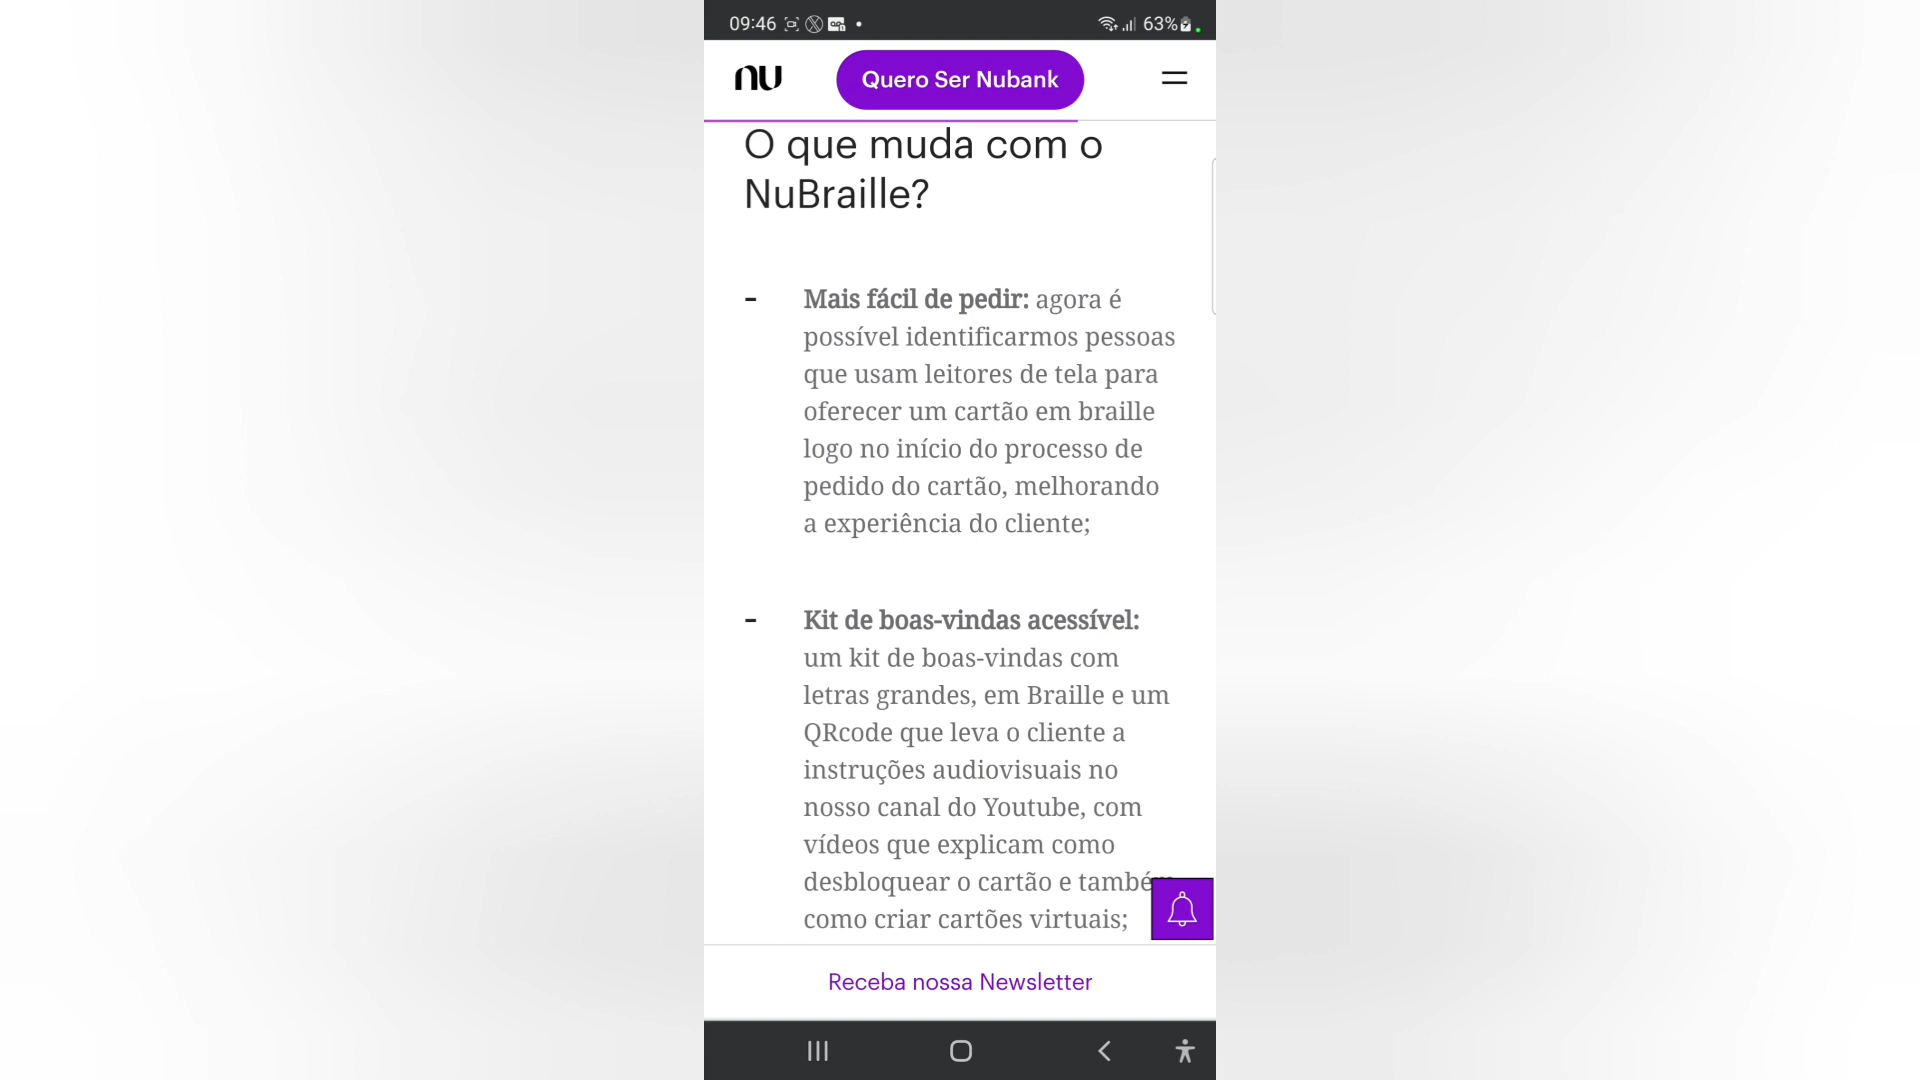 09:46
63%
nu
Quero Ser Nubank
O que muda com o
NuBraille?
- Mais fácil de pedir: agora é
possível identificarmos pessoas
que usam leitores de tela para
oferecer um cartão em braille
logo no início do processo de
pedido do cartão, melhorando
a experiência do cliente;
- Kit de boas-vindas acessível:
um kit de boas-vindas com
letras grandes, em Braille e um
QRcode que leva o cliente a
instruções audiovisuais no
nosso canal do Youtube, com
vídeos que explicam como
desbloquear o cartão e também
como criar cartões virtuais;
Receba nossa Newsletter